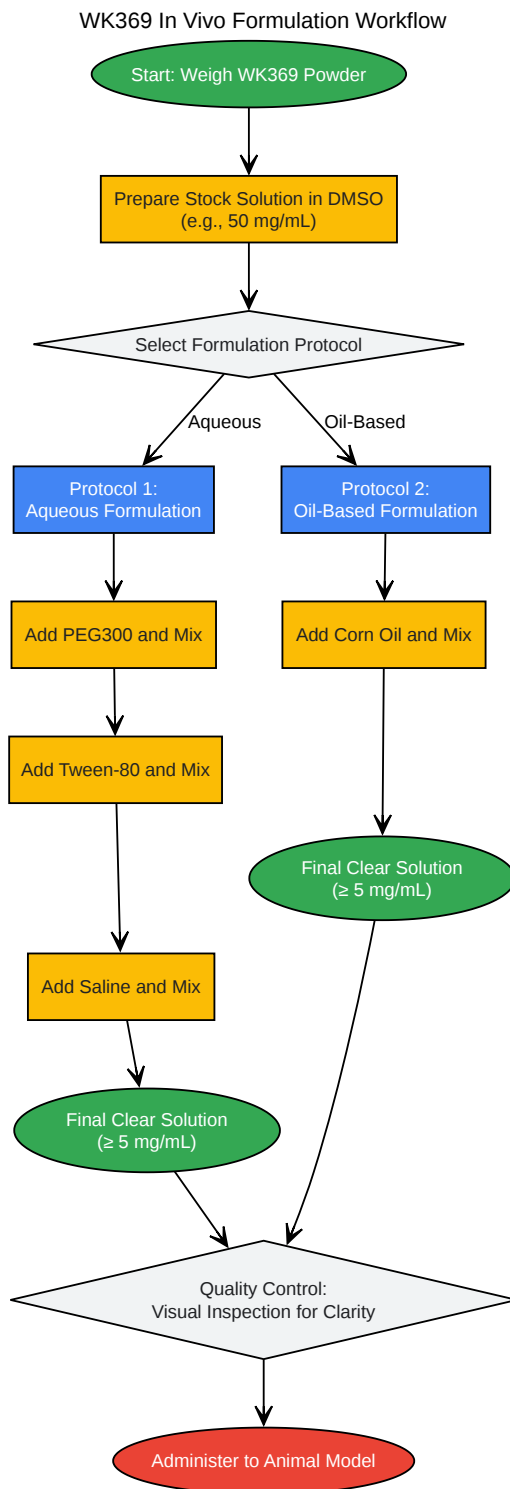 WK369 In Vivo Formulation Workflow
Start: Weigh WK369 Powder
Prepare Stock Solution in DMSO
(e.g., 50 mg/mL)
Select Formulation Protocol
Aqueous
Oil-Based
Protocol 1:
Aqueous Formulation
Protocol 2:
Oil-Based Formulation
Add PEG300 and Mix
Add Corn Oil and Mix
Add Tween-80 and Mix
Final Clear Solution
(≥ 5 mg/mL)
Add Saline and Mix
Final Clear Solution
(≥ 5 mg/mL)
Quality Control:
Visual Inspection for Clarity
Administer to Animal Model